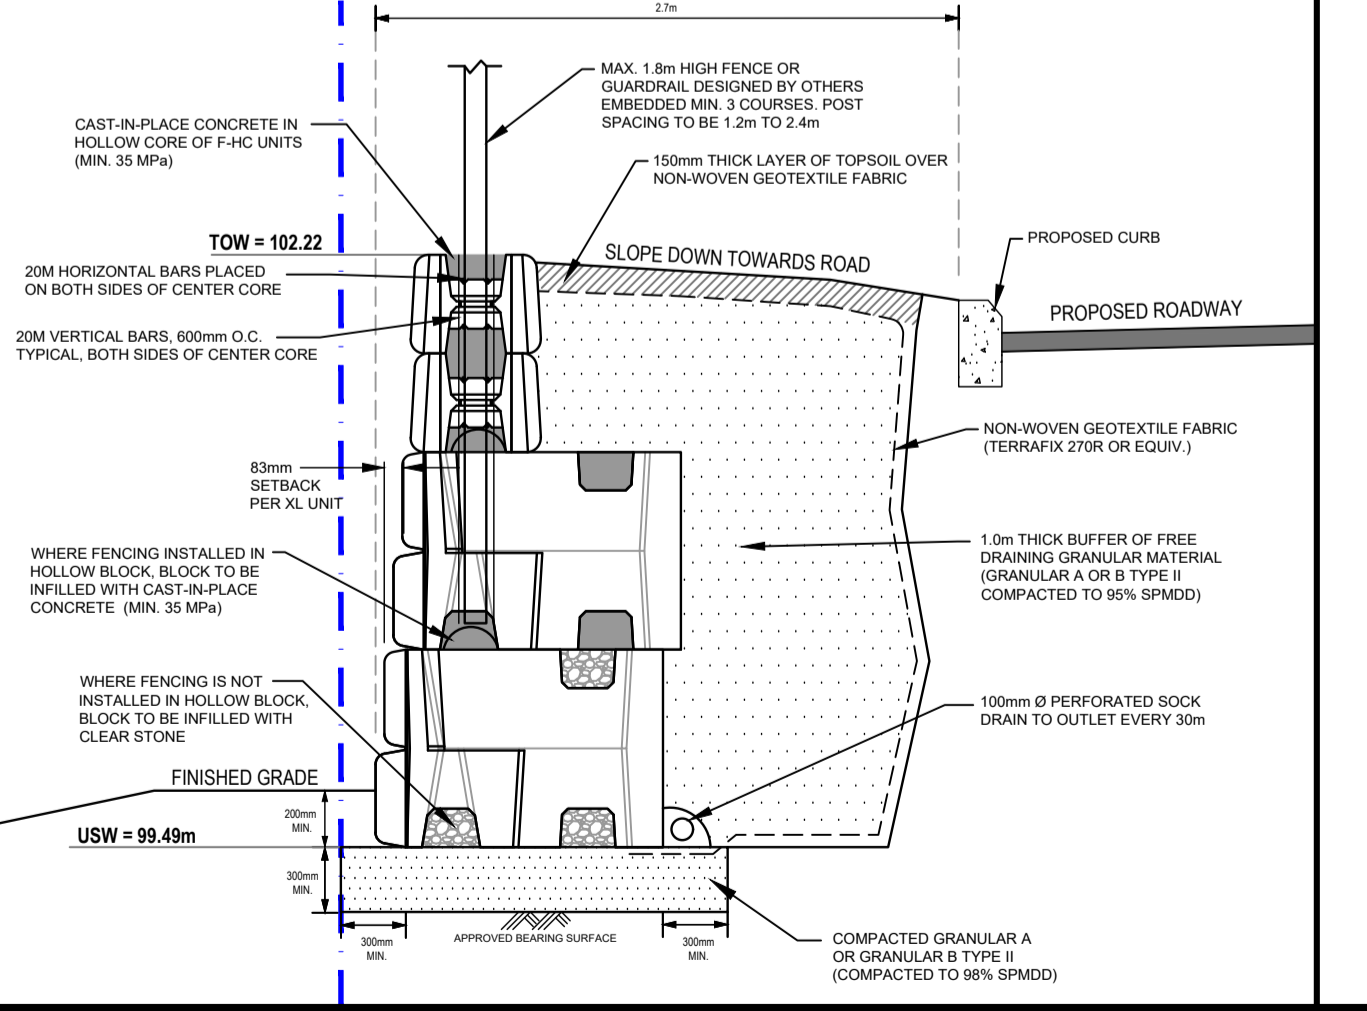 2.7m
MAX. 1.8m HIGH FENCE OR
GUARDRAIL DESIGNED BY OTHERS
EMBEDDED MIN. 3 COURSES. POST
SPACING TO BE 1.2m TO 2.4m
CAST-IN-PLACE CONCRETE IN
HOLLOW CORE OF F-HC UNITS
(MIN. 35 MPa)
150mm THICK LAYER OF TOPSOIL OVER
NON-WOVEN GEOTEXTILE FABRIC
TOW = 102.22
SLOPE DOWN TOWARDS ROAD
PROPOSED CURB
20M HORIZONTAL BARS PLACED
ON BOTH SIDES OF CENTER CORE
PROPOSED ROADWAY
20M VERTICAL BARS, 600mm O.C.
TYPICAL, BOTH SIDES OF CENTER CORE
NON-WOVEN GEOTEXTILE FABRIC
(TERRAFIX 270R OR EQUIV.)
83mm
SETBACK
PER XL UNIT
WHERE FENCING INSTALLED IN
HOLLOW BLOCK, BLOCK TO BE
INFILLED WITH CAST-IN-PLACE
CONCRETE (MIN. 35 MPa)
1.0m THICK BUFFER OF FREE
DRAINING GRANULAR MATERIAL
(GRANULAR A OR B TYPE II
COMPACTED TO 95% SPMDD)
WHERE FENCING IS NOT
INSTALLED IN HOLLOW BLOCK,
BLOCK TO BE INFILLED WITH
CLEAR STONE
100mm Ø PERFORATED SOCK
DRAIN TO OUTLET EVERY 30m
FINISHED GRADE
200mm
MIN.
USW = 99.49m
300mm
MIN.
300mm
MIN.
APPROVED BEARING SURFACE
300mm
MIN.
COMPACTED GRANULAR A
OR GRANULAR B TYPE II
(COMPACTED TO 98% SPMDD)